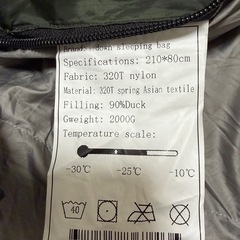 Brand: down sleeping bag
Specifications: 210*80cm
Fabric: 320T nylon
Material: 320T spring Asian textile
Filling: 90%Duck
Gweight: 2000G
Temperature scale:
-30℃ -25℃ -10℃
40